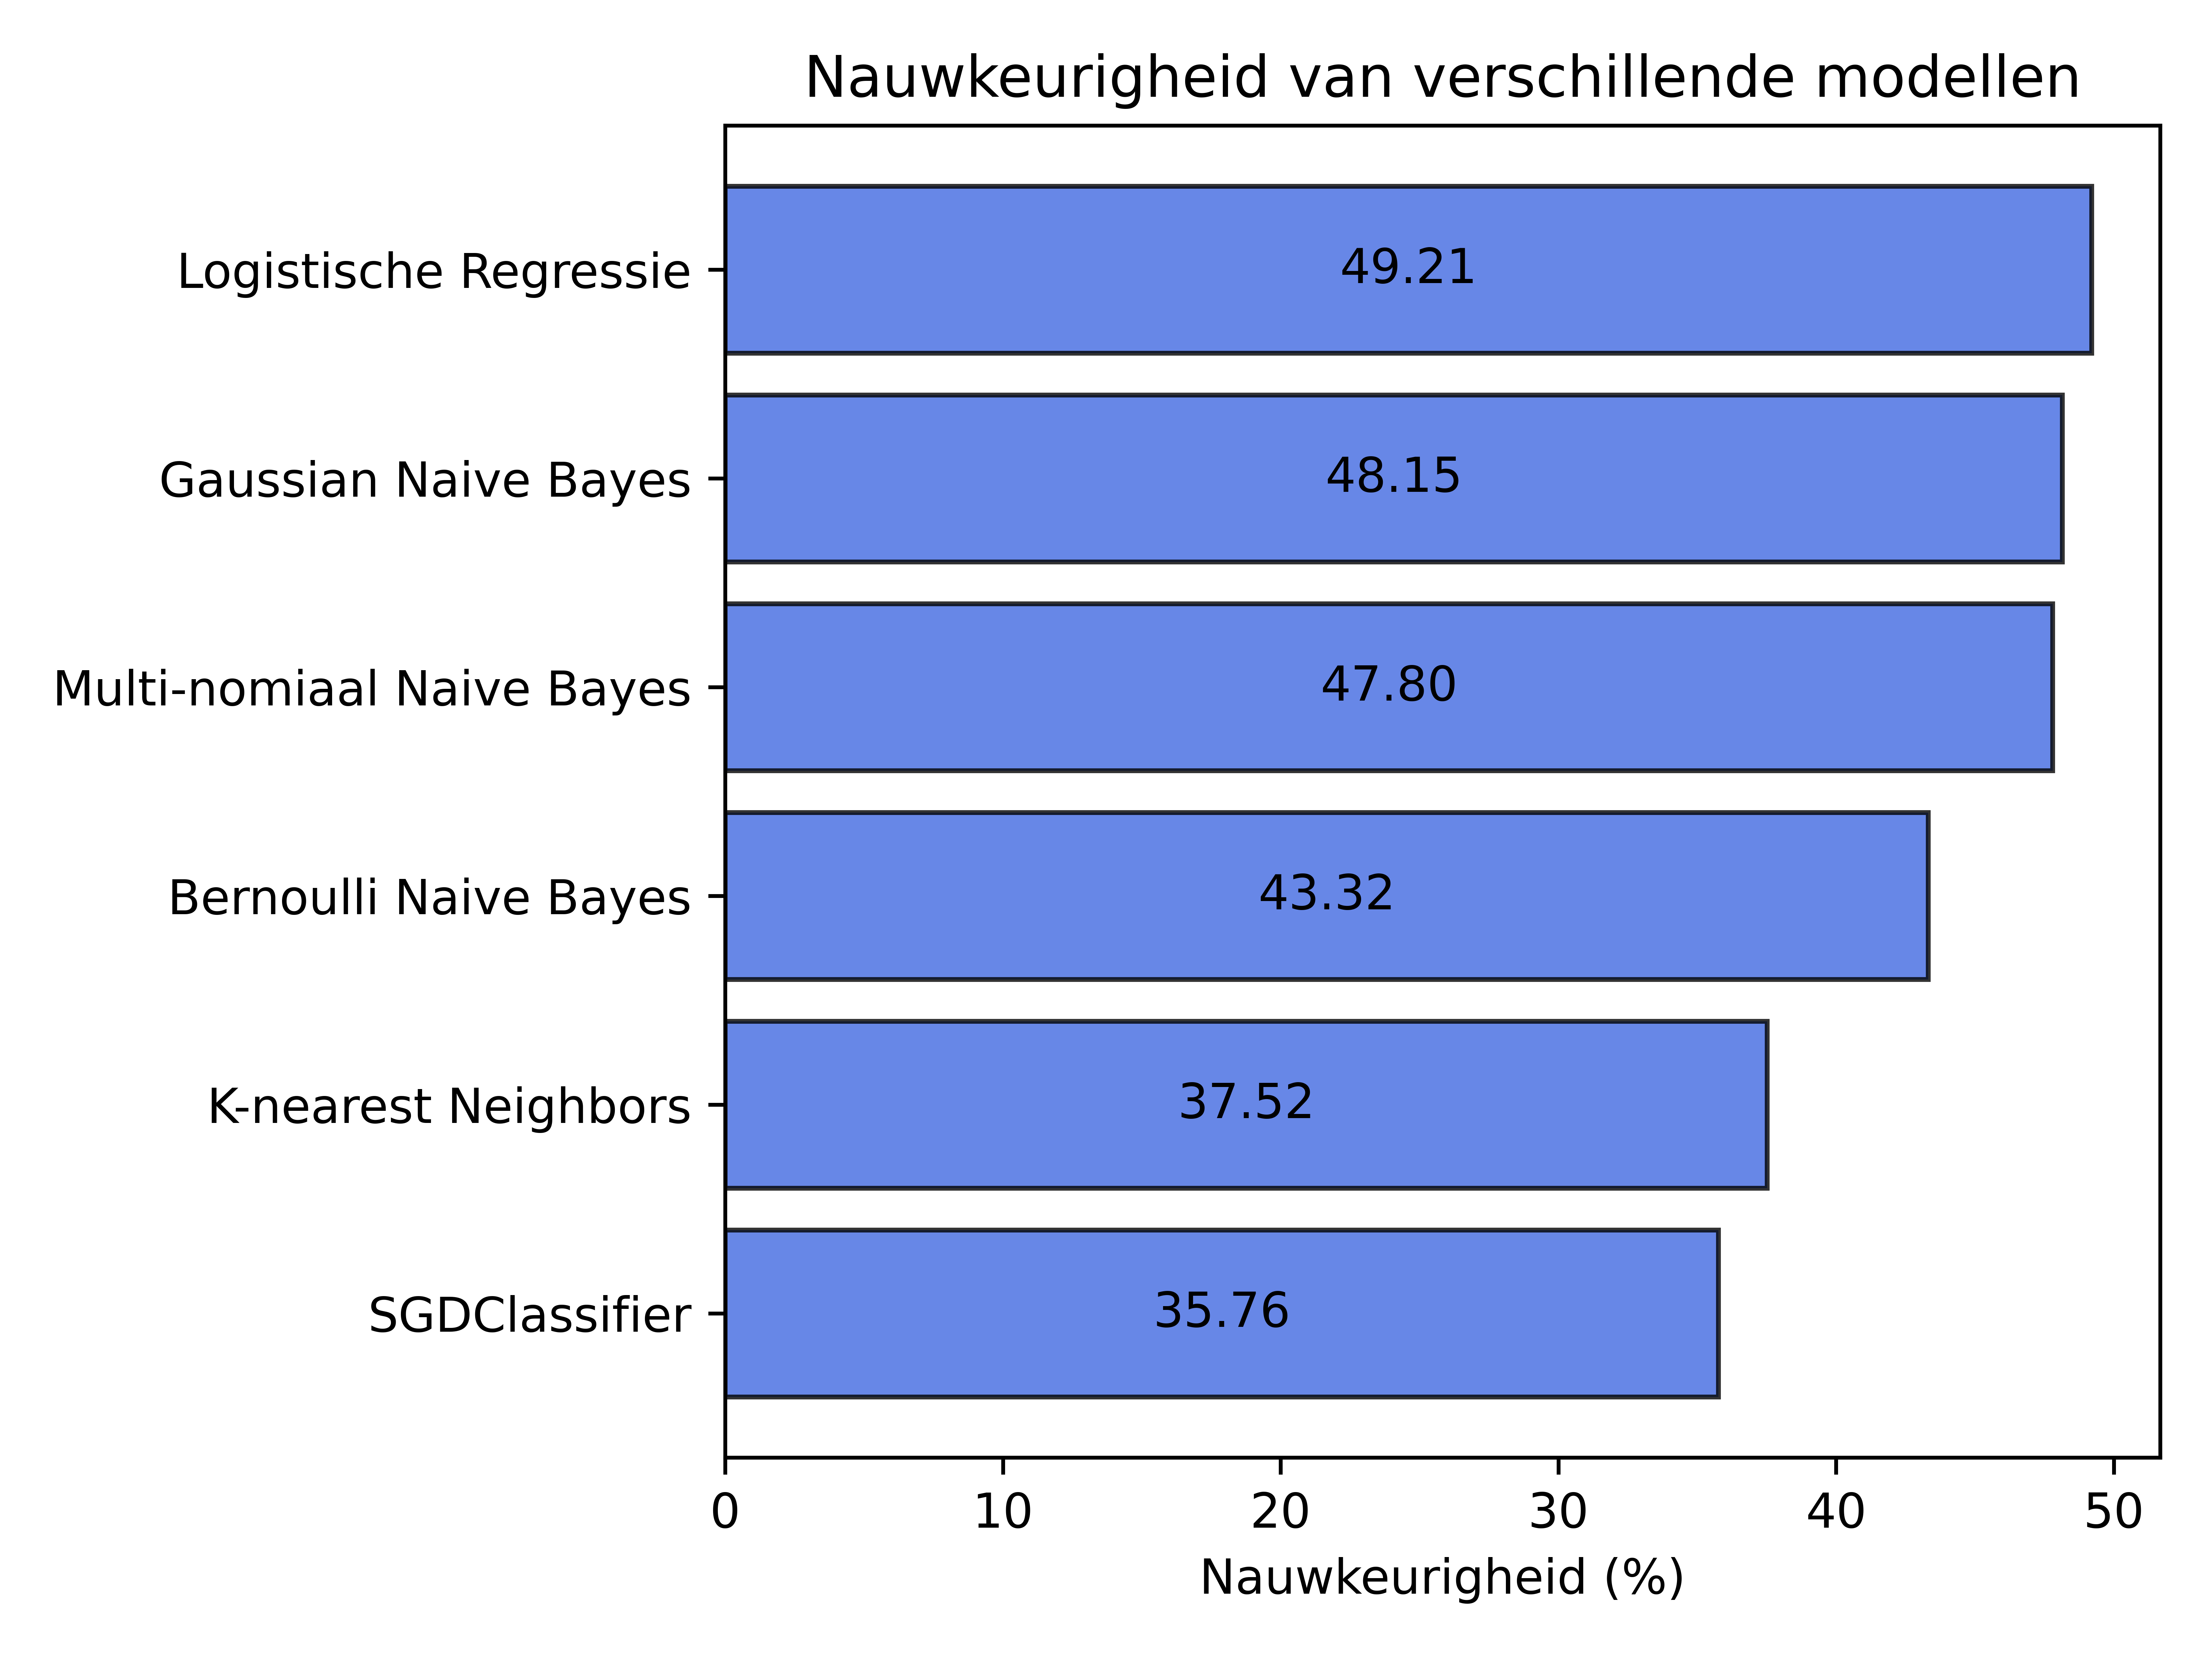 Nauwkeurigheid van verschillende modellen
Logistische Regressie
49.21
Gaussian Naive Bayes
48.15
Multi-nomiaal Naive Bayes
47.80
Bernoulli Naive Bayes
43.32
K-nearest Neighbors
37.52
SGDClassifier
35.76
0 10 20 30 40 50
Nauwkeurigheid (%)